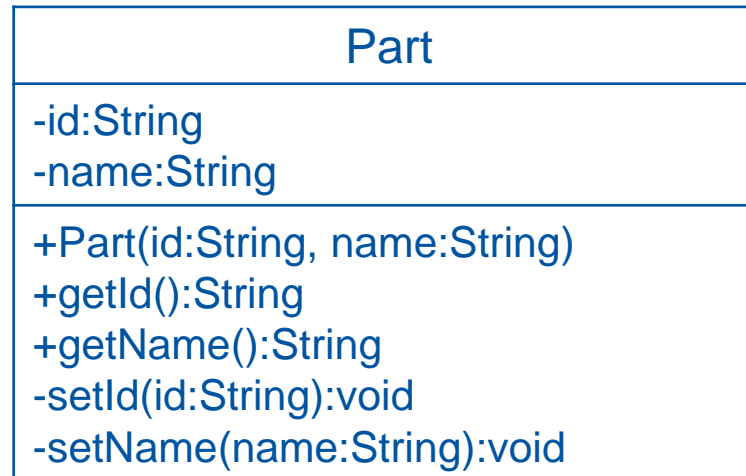 Part
-id:String
-name:String
+Part(id:String, name:String)
+getId():String
+getName():String
-setId(id:String):void
-setName(name:String):void